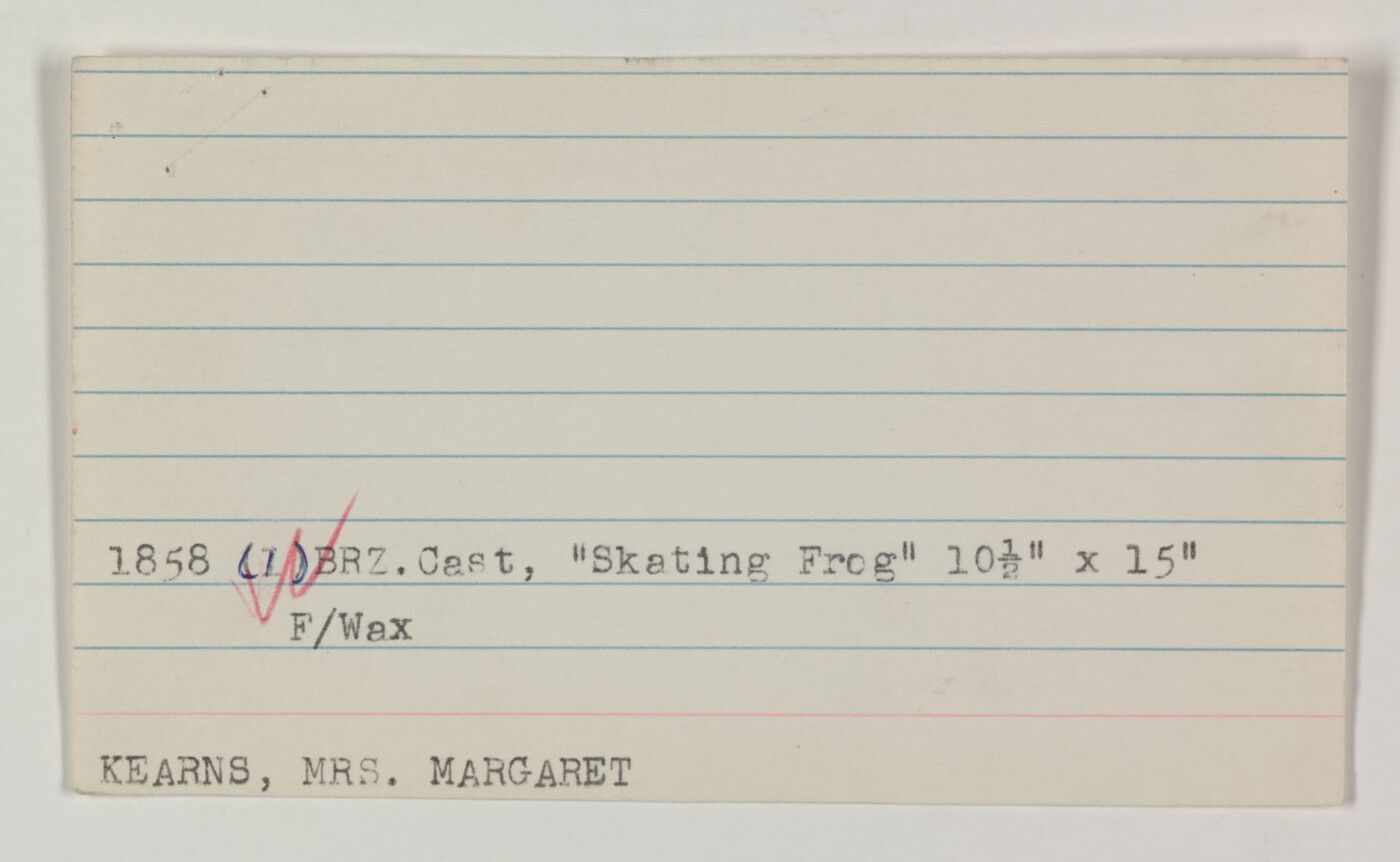 1858 (1)BRZ.Cast, "Skating Frog" 10½" x 15"
F/Wax
KEARNS, MRS. MARGARET